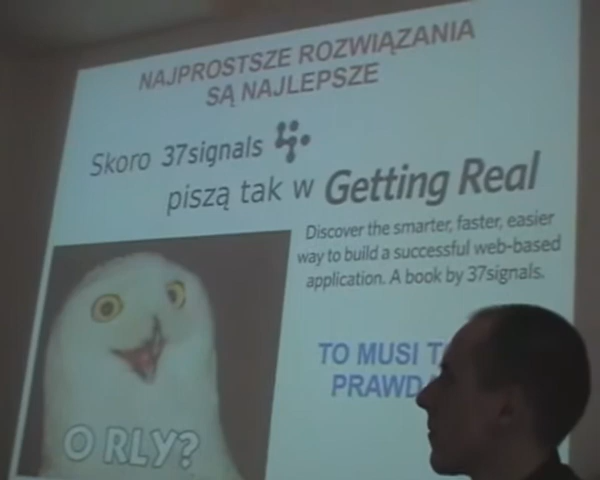 NAJPROSTSZE ROZWIĄZANIA
SĄ NAJLEPSZE
Skoro 37signals
piszą tak w Getting Real
Discover the smarter, faster, easier
way to build a successful web-based
application. A book by 37signals.
TO MUSI
O RLY?